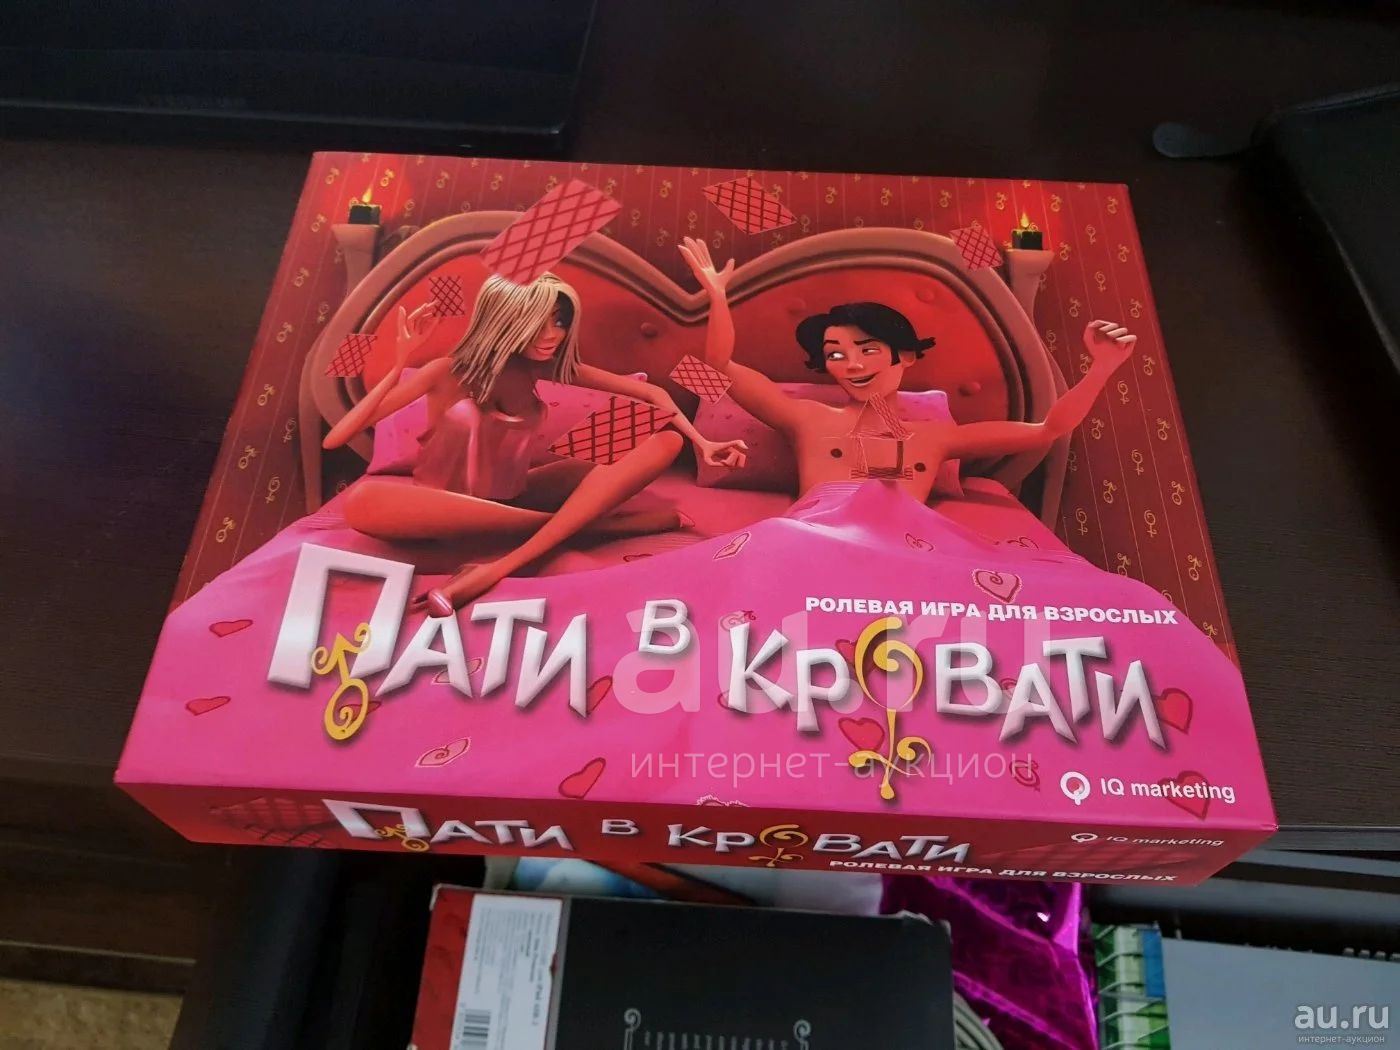 РОЛЕВАЯ ИГРА ДЛЯ ВЗРОСЛЫХ
ПАТИ В КРОВАТИ
au.ru
интернет-аукцион
IQ marketing
ПАТИ В КРОВАТИ
IQ marketing
РОЛЕВАЯ ИГРА ДЛЯ ВЗРОСЛЫХ
au.ru
интернет-аукцион